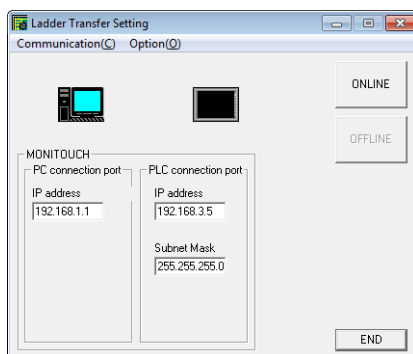 Ladder Transfer Setting
Communication(C) Option(O)
ONLINE
OFFLINE
MONITOUCH
PC connection port
IP address
192.168.1.1
PLC connection port
IP address
192.168.3.5
Subnet Mask
255.255.255.0
END